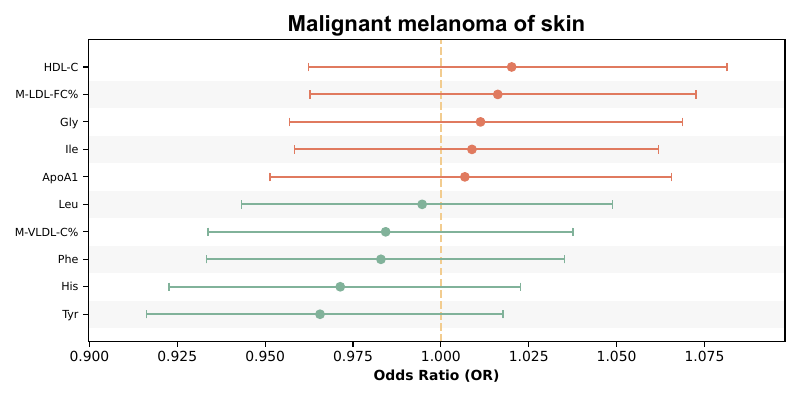 Malignant melanoma of skin
HDL-C
M-LDL-FC%
Gly
Ile
ApoA1
Leu
M-VLDL-C%
Phe
His
Tyr
0.900 0.925 0.950 0.975 1.000 1.025 1.050 1.075
Odds Ratio (OR)